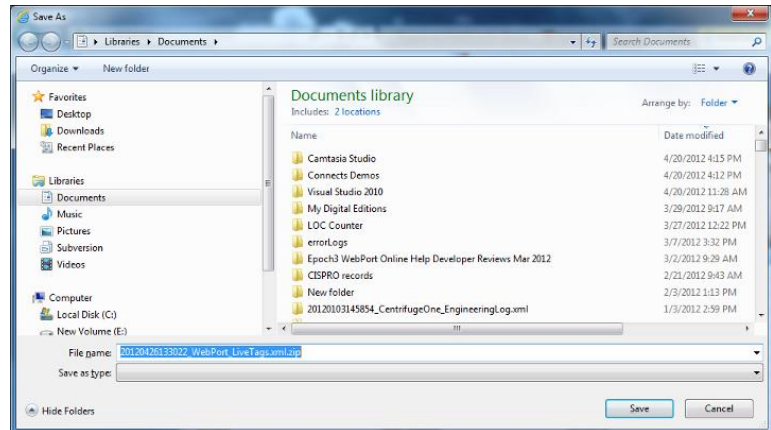 Save As
Libraries ▸ Documents ▸
Search Documents
Organize ▾ New folder
Favorites
Desktop
Downloads
Recent Places
Libraries
Documents
Music
Pictures
Subversion
Videos
Computer
Local Disk (C:)
New Volume (E:)
Documents library
Includes: 2 locations
Arrange by: Folder ▾
Name Date modified
Camtasia Studio 4/20/2012 4:15 PM
Connects Demos 4/20/2012 4:12 PM
Visual Studio 2010 4/20/2012 11:28 AM
My Digital Editions 3/29/2012 9:17 AM
LOC Counter 3/27/2012 12:22 PM
errorLogs 3/7/2012 3:32 PM
Epoch3 WebPort Online Help Developer Reviews Mar 2012 3/2/2012 9:29 AM
CISPRO records 2/21/2012 9:43 AM
New folder 2/3/2012 1:13 PM
20120103145854_CentrifugeOne_EngineeringLog.xml 1/3/2012 2:59 PM
File name: 20120426133022_WebPort_LiveTags.xml.zip
Save as type:
Hide Folders
Save Cancel